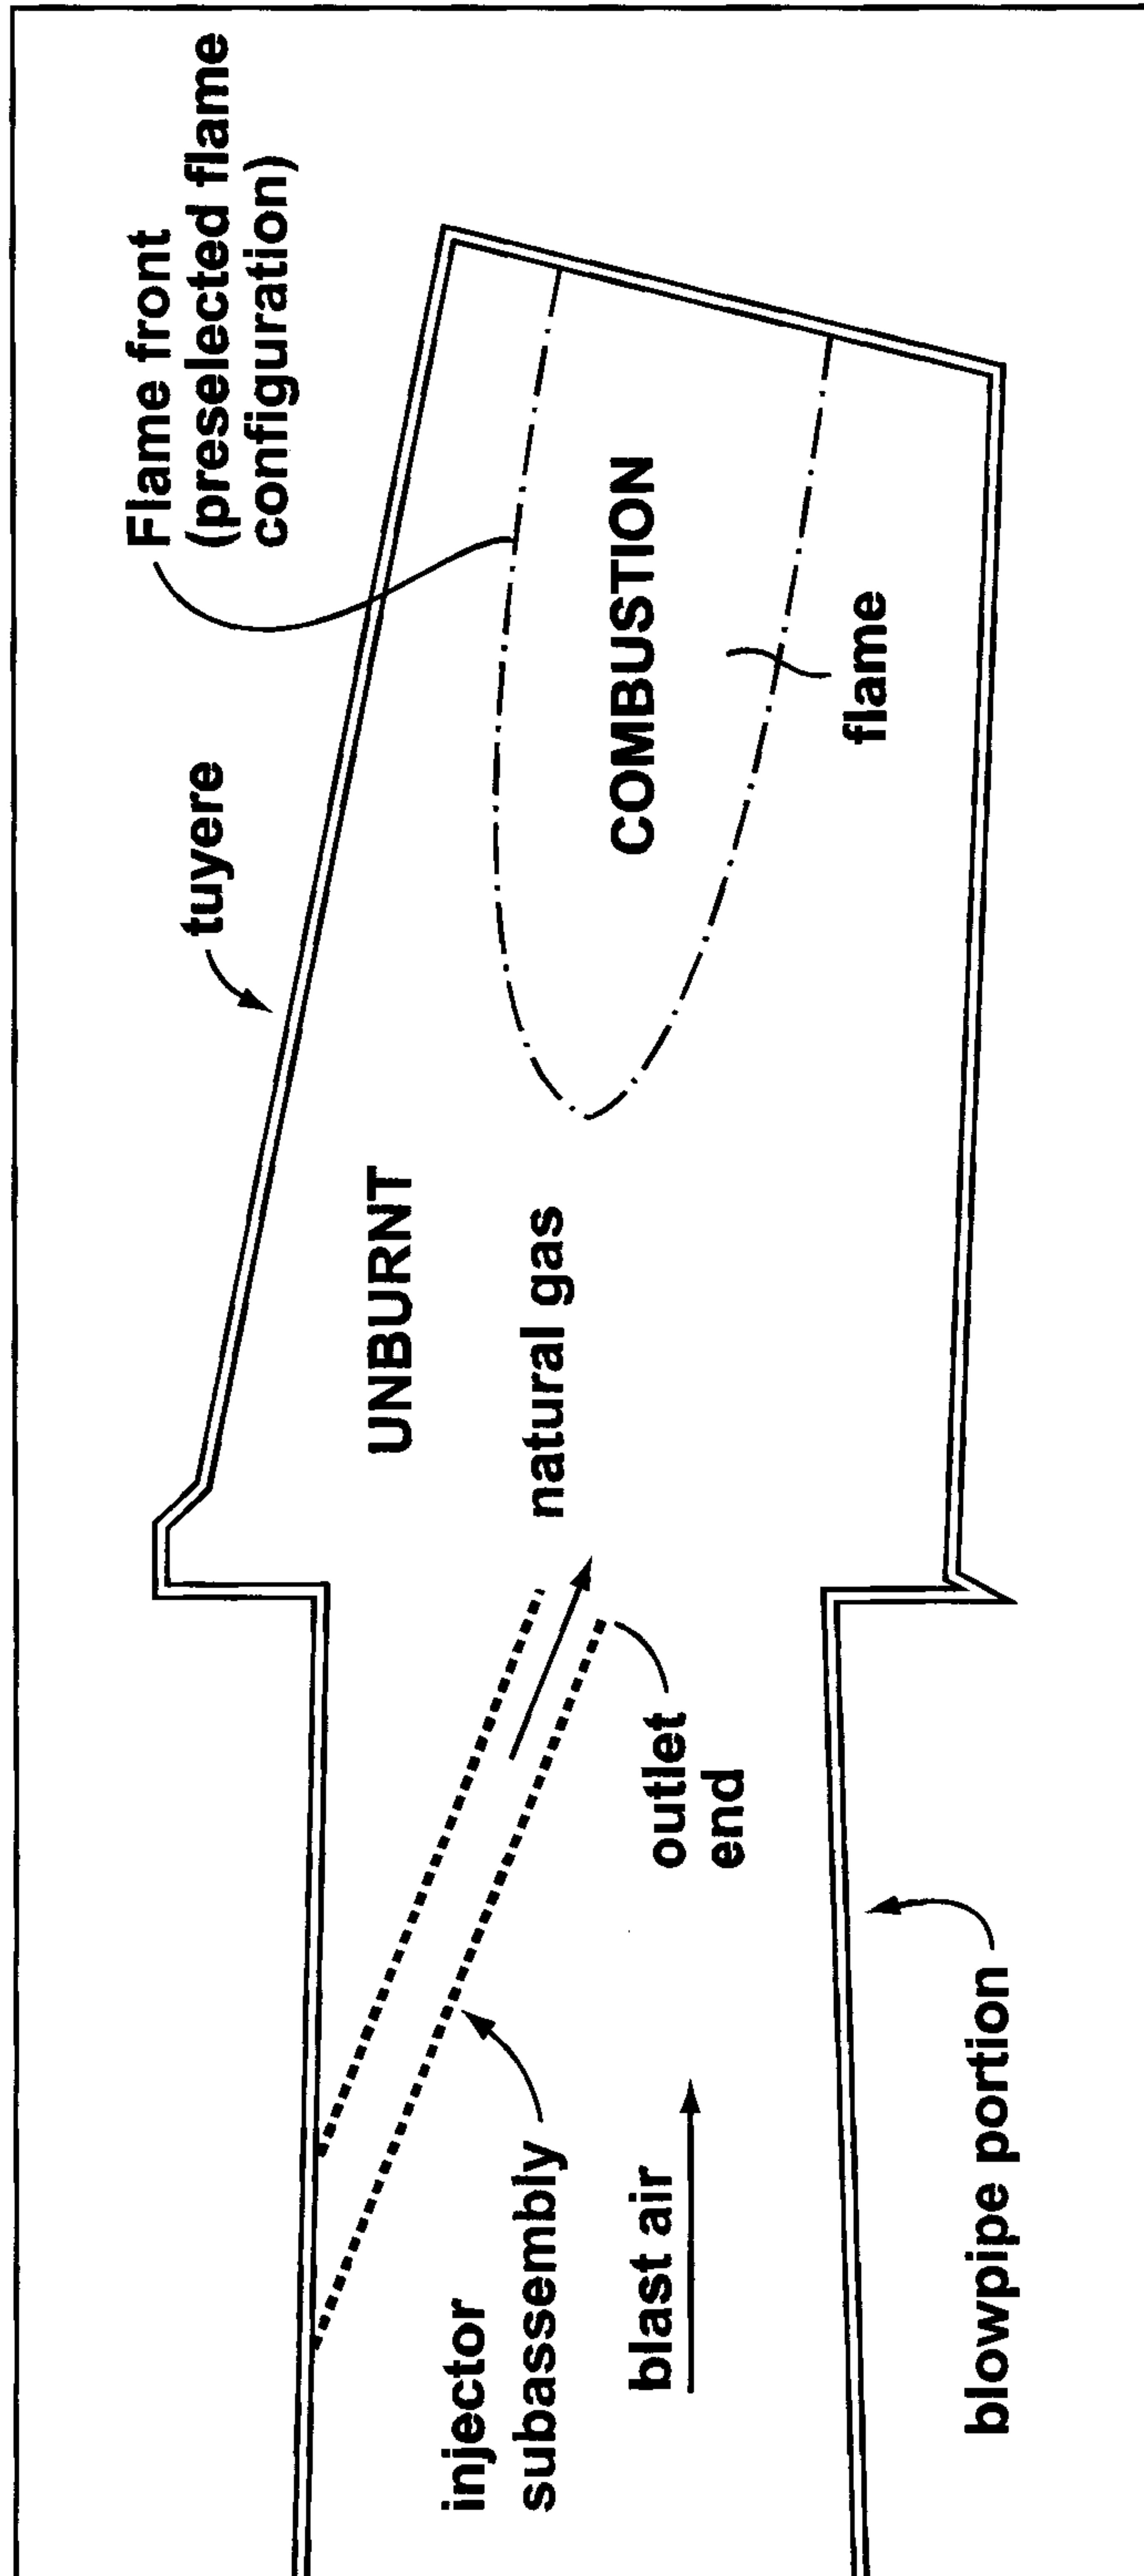 Flame front
(preselected flame
configuration)
tuyere
UNBURNT
natural gas
COMBUSTION
flame
injector
subassembly
blast air
outlet
end
blowpipe portion